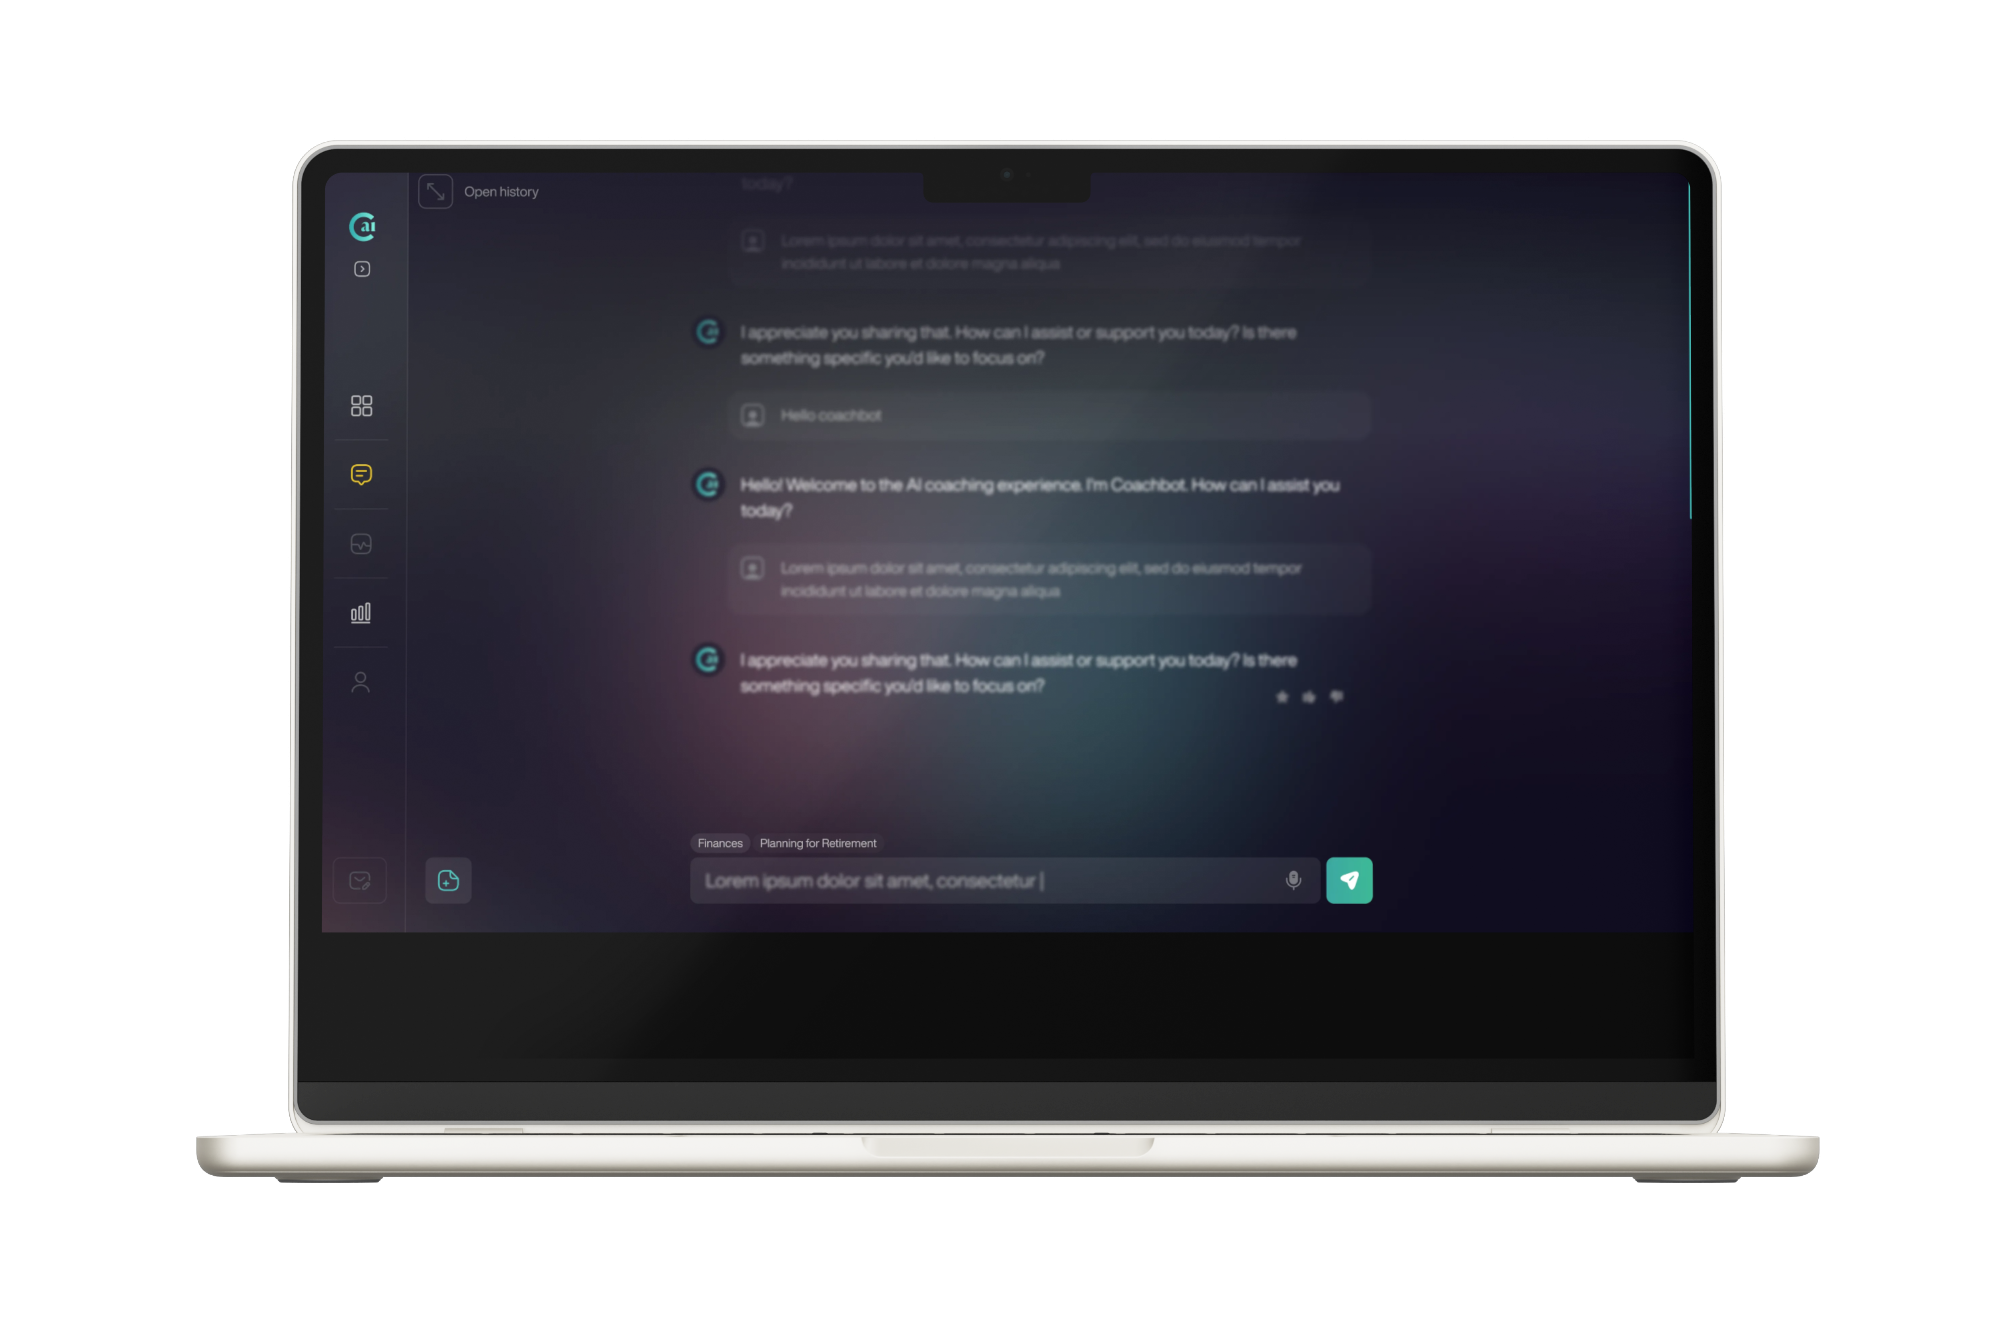 Open history
today?
Cai
Lorem ipsum dolor sit amet, consectetur adipiscing elit, sed do eiusmod tempor
incididunt ut labore et dolore magna aliqua
Cai
I appreciate you sharing that. How can I assist or support you today? Is there
something specific you'd like to focus on?
Hello coachbot
Cai
Hello! Welcome to the AI coaching experience. I'm Coachbot. How can I assist you
today?
Lorem ipsum dolor sit amet, consectetur adipiscing elit, sed do eiusmod tempor
incididunt ut labore et dolore magna aliqua
Cai
I appreciate you sharing that. How can I assist or support you today? Is there
something specific you'd like to focus on?
Finances
Planning for Retirement
Lorem ipsum dolor sit amet, consectetur